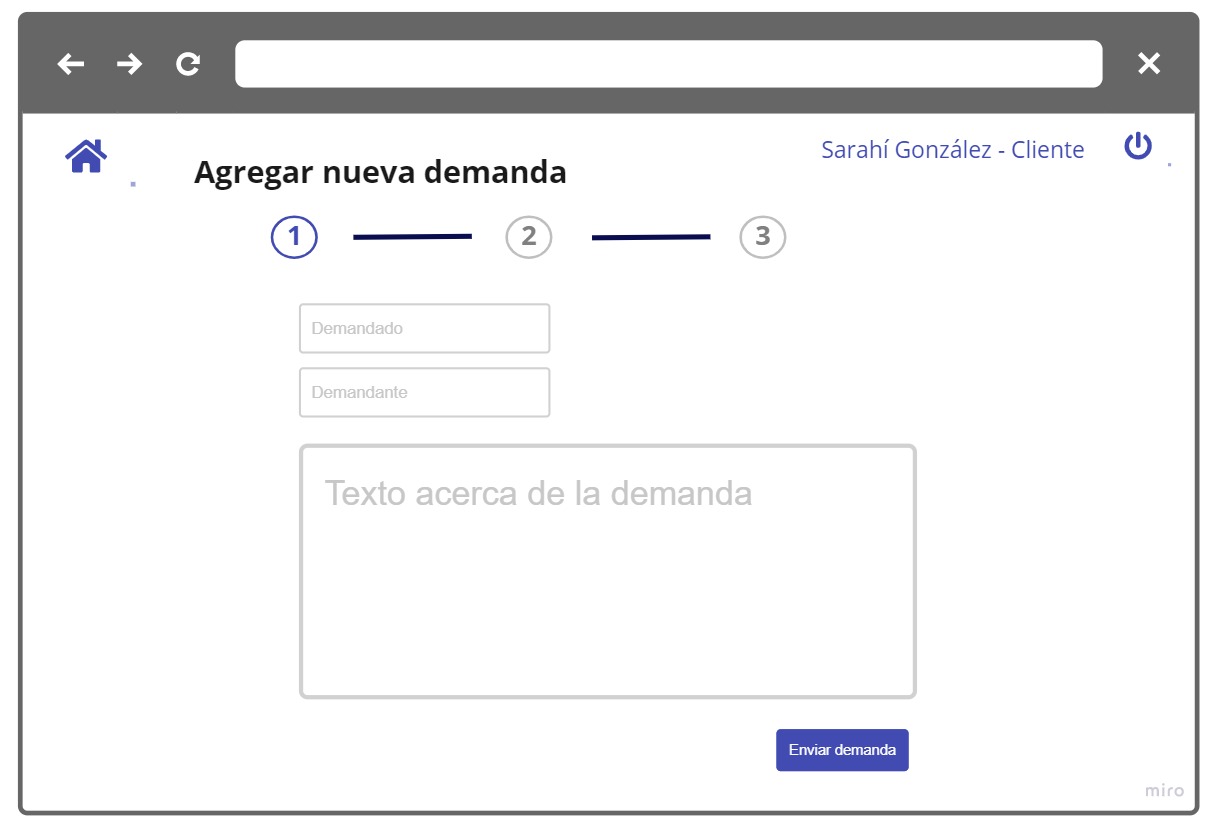 Sarahí González - Cliente
Agregar nueva demanda
1 2 3
Demandado
Demandante
Texto acerca de la demanda
Enviar demanda
miro